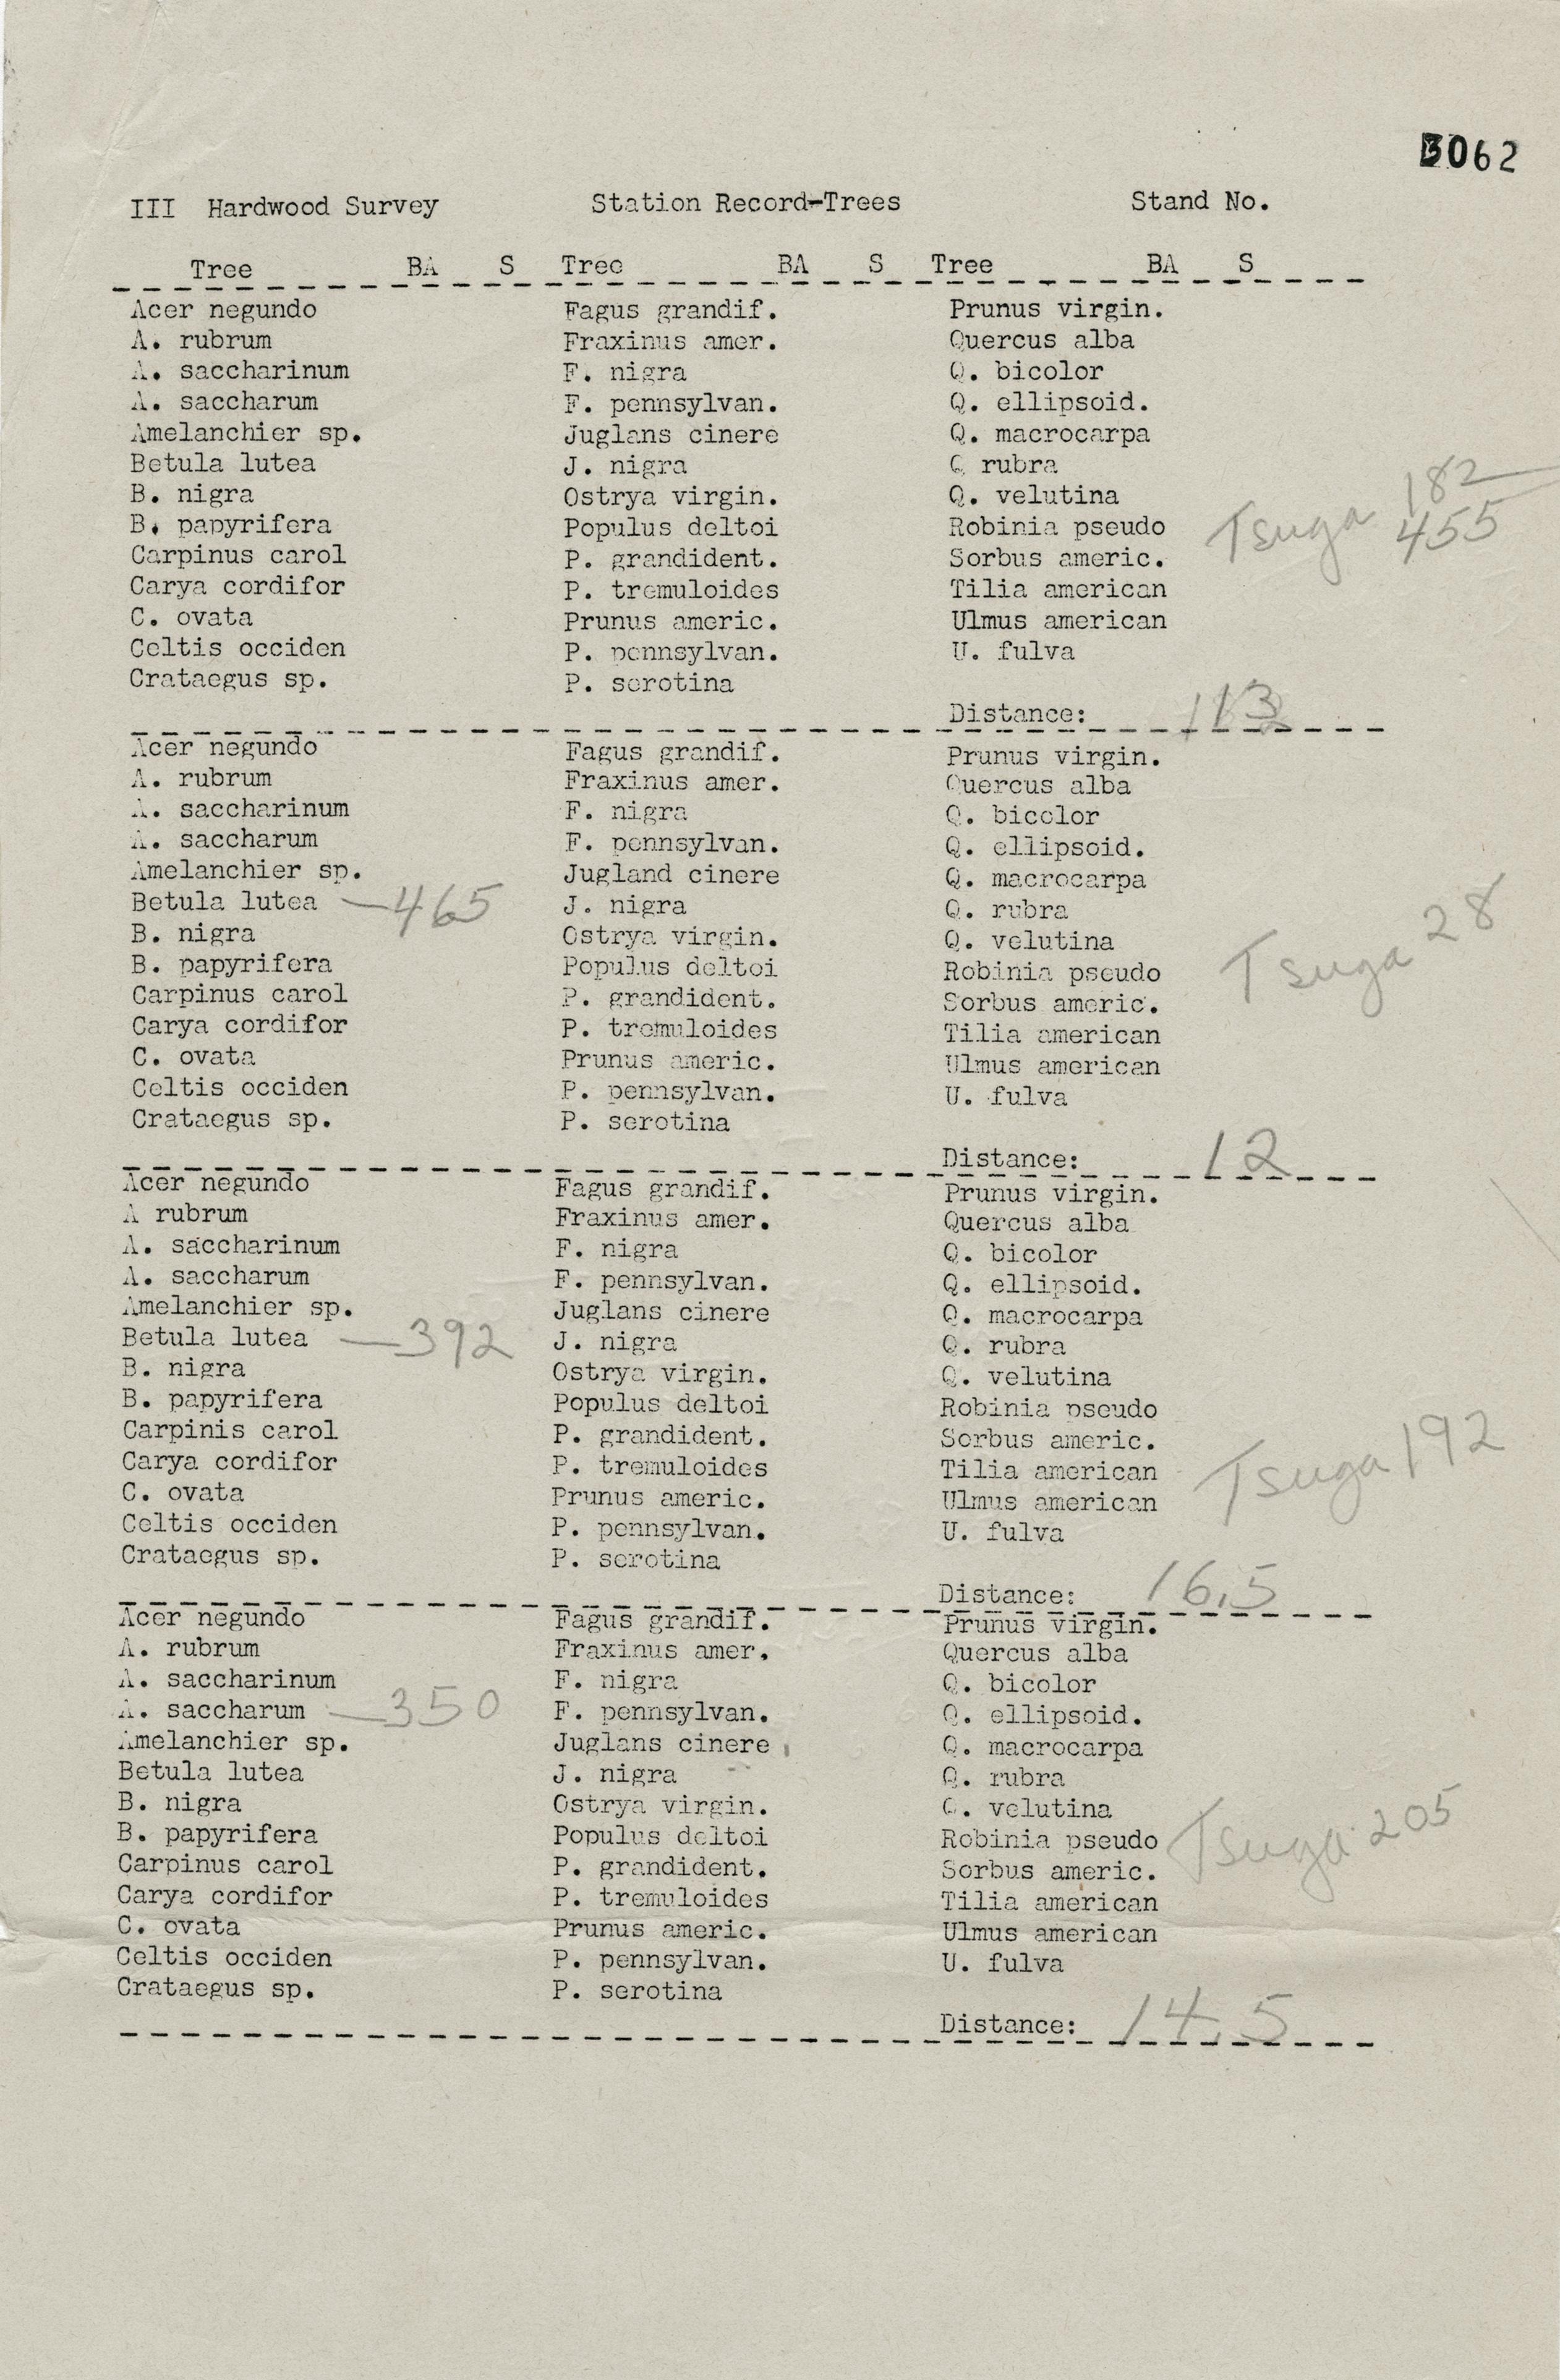 3062
III Hardwood Survey Station Record-Trees Stand No.
Tree BA S Tree BA S Tree BA S
Acer negundo Fagus grandif. Prunus virgin.
A. rubrum Fraxinus amer. Quercus alba
A. saccharinum F. nigra Q. bicolor
A. saccharum F. pennsylvan. Q. ellipsoid.
Amelanchier sp. Juglans cinere Q. macrocarpa
Betula lutea J. nigra Q rubra
B. nigra Ostrya virgin. Q. velutina 182
B. papyrifera Populus deltoi Robinia pseudo Tsuga 455
Carpinus carol P. grandident. Sorbus americ.
Carya cordifor P. tremuloides Tilia american
C. ovata Prunus americ. Ulmus american
Celtis occiden P. pennsylvan. U. fulva
Crataegus sp. P. serotina
Distance: 113
Acer negundo Fagus grandif. Prunus virgin.
A. rubrum Fraxinus amer. Quercus alba
A. saccharinum F. nigra Q. bicolor
A. saccharum F. pennsylvan. Q. ellipsoid.
Amelanchier sp. Jugland cinere Q. macrocarpa
Betula lutea —465 J. nigra Q. rubra
B. nigra Ostrya virgin. Q. velutina Tsuga 28
B. papyrifera Populus deltoi Robinia pseudo
Carpinus carol P. grandident. Sorbus americ.
Carya cordifor P. tremuloides Tilia american
C. ovata Prunus americ. Ulmus american
Celtis occiden P. pennsylvan. U. fulva
Crataegus sp. P. serotina
Distance: 12
Acer negundo Fagus grandif. Prunus virgin.
A rubrum Fraxinus amer. Quercus alba
A. saccharinum F. nigra Q. bicolor
A. saccharum F. pennsylvan. Q. ellipsoid.
Amelanchier sp. Juglans cinere Q. macrocarpa
Betula lutea —392 J. nigra Q. rubra
B. nigra Ostrya virgin. Q. velutina
B. papyrifera Populus deltoi Robinia pseudo
Carpinis carol P. grandident. Sorbus americ.
Carya cordifor P. tremuloides Tilia american Tsuga 192
C. ovata Prunus americ. Ulmus american
Celtis occiden P. pennsylvan. U. fulva
Crataegus sp. P. serotina
Distance: 16.5
Acer negundo Fagus grandif. Prunus virgin.
A. rubrum Fraxinus amer. Quercus alba
A. saccharinum F. nigra Q. bicolor
A. saccharum —350 F. pennsylvan. Q. ellipsoid.
Amelanchier sp. Juglans cinere Q. macrocarpa
Betula lutea J. nigra Q. rubra
B. nigra Ostrya virgin. Q. velutina
B. papyrifera Populus deltoi Robinia pseudo Tsuga 205
Carpinus carol P. grandident. Sorbus americ.
Carya cordifor P. tremuloides Tilia american
C. ovata Prunus americ. Ulmus american
Celtis occiden P. pennsylvan. U. fulva
Crataegus sp. P. serotina
Distance: 14.5